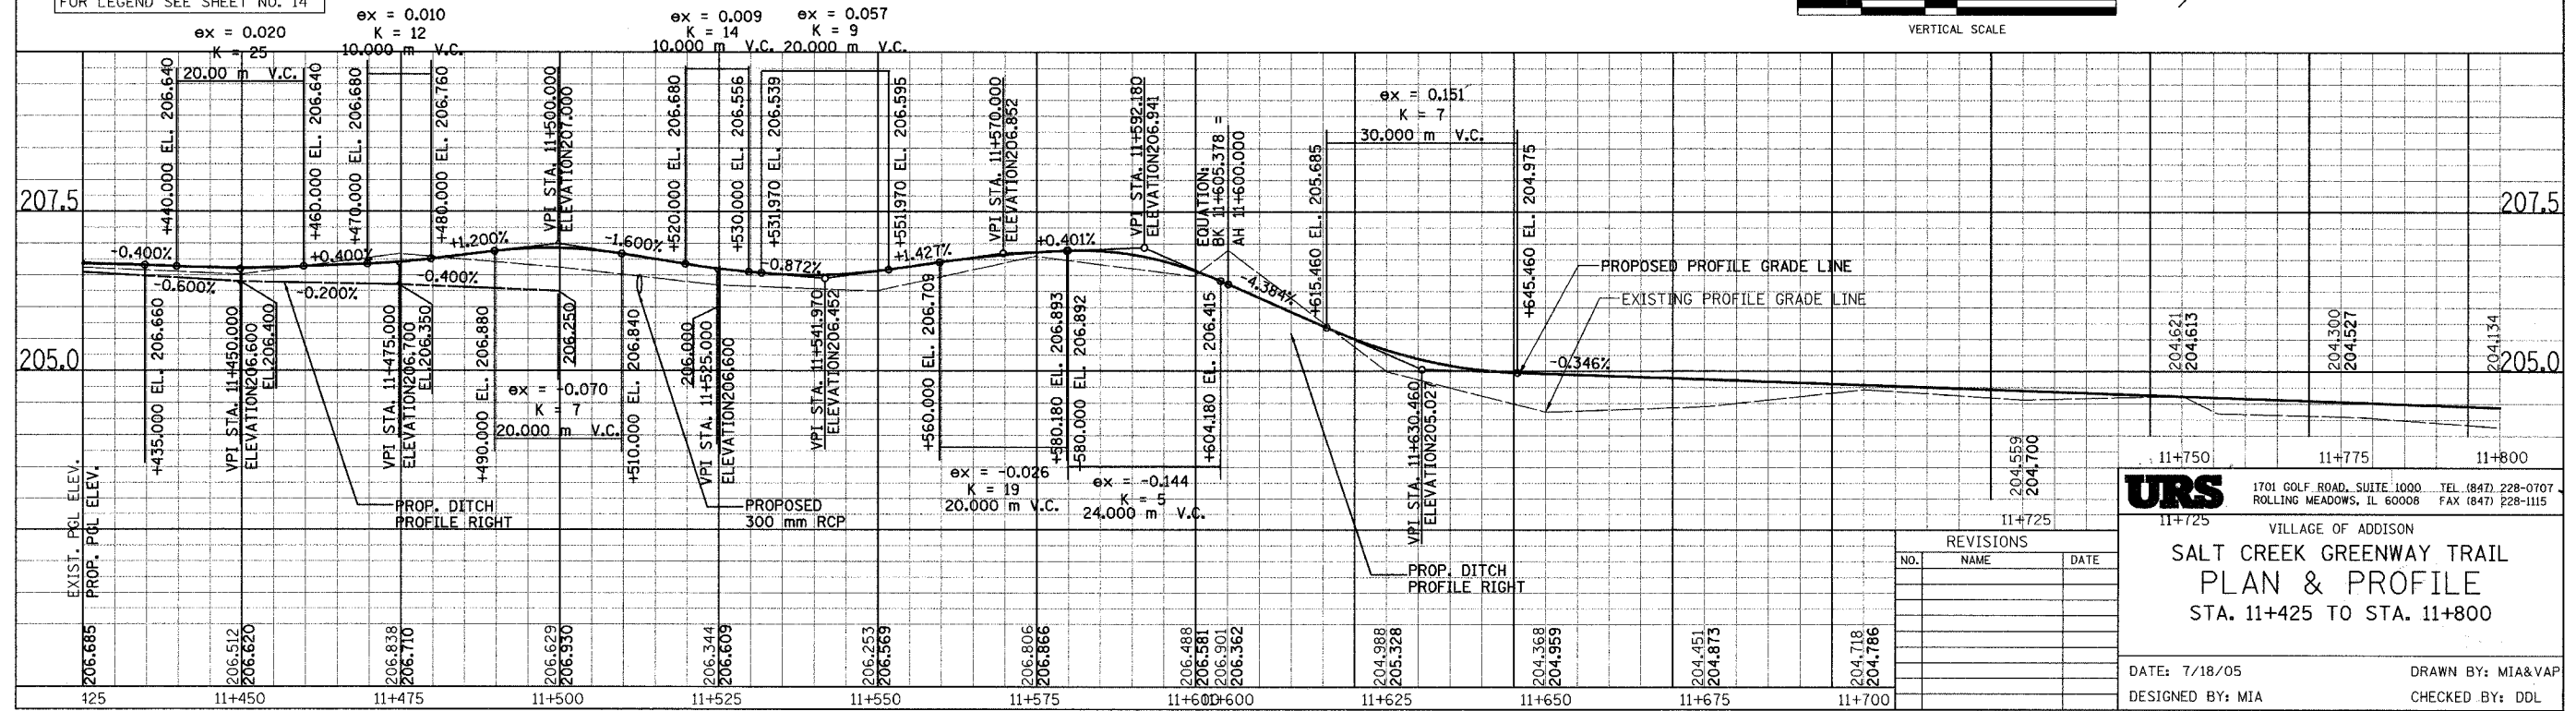 FOR LEGEND SEE SHEET NO. 14
VERTICAL SCALE
ex = 0.020
K = 25
20.00 m V.C.
ex = 0.010
K = 12
10.000 m V.C.
ex = 0.009
K = 14
10.000 m V.C.
ex = 0.057
K = 9
20.000 m V.C.
ex = 0.151
K = 7
30.000 m V.C.
+440.000 EL. 206.640
+460.000 EL. 206.640
+470.000 EL. 206.680
+480.000 EL. 206.760
VPI STA. 11+500.000
ELEVATION207.000
+520.000 EL. 206.680
+530.000 EL. 206.556
+531.970 EL. 206.539
+551.970 EL. 206.595
VPI STA. 11+570.000
ELEVATION206.852
VPI STA. 11+592.180
ELEVATION206.941
EQUATION:
BK 11+605.378 =
AH 11+600.000
+615.460 EL. 205.685
+645.460 EL. 204.975
207.5
207.5
-0.400%
+0.400%
+1.200%
-1.600%
-0.872%
+1.427%
+0.401%
-4.384%
-0.346%
-0.600%
-0.200%
-0.400%
PROPOSED PROFILE GRADE LINE
EXISTING PROFILE GRADE LINE
205.0
205.0
+435.000 EL. 206.660
VPI STA. 11+450.000
ELEVATION206.600
EL.206.400
VPI STA. 11+475.000
ELEVATION206.700
EL.206.350
+490.000 EL. 206.880
206.250
+510.000 EL. 206.840
206.000
VPI STA. 11+525.000
ELEVATION206.600
VPI STA. 11+541.970
ELEVATION206.452
+560.000 EL. 206.709
+580.180 EL. 206.893
+580.000 EL. 206.892
+604.180 EL. 206.415
VPI STA. 11+630.460
ELEVATION205.027
ex = -0.070
K = 7
20.000 m V.C.
ex = -0.026
K = 19
20.000 m V.C.
ex = -0.144
K = 5
24.000 m V.C.
PROP. DITCH
PROFILE RIGHT
PROPOSED
300 mm RCP
PROP. DITCH
PROFILE RIGHT
204.559
204.700
204.621
204.613
204.300
204.527
204.134
11+725
11+750
11+775
11+800
EXIST. PGL ELEV.
PROP. PGL ELEV.
206.685
206.512
206.620
206.838
206.710
206.629
206.930
206.344
206.609
206.253
206.569
206.806
206.866
206.488
206.581
206.901
206.362
204.988
205.328
204.368
204.959
204.451
204.873
204.718
204.786
425
11+450
11+475
11+500
11+525
11+550
11+575
11+600
11+625
11+650
11+675
11+700
REVISIONS
NO. NAME DATE
URS
1701 GOLF ROAD, SUITE 1000 TEL (847) 228-0707
ROLLING MEADOWS, IL 60008 FAX (847) 228-1115
11+725
VILLAGE OF ADDISON
SALT CREEK GREENWAY TRAIL
PLAN & PROFILE
STA. 11+425 TO STA. 11+800
DATE: 7/18/05 DRAWN BY: MIA&VAP
DESIGNED BY: MIA CHECKED BY: DDL